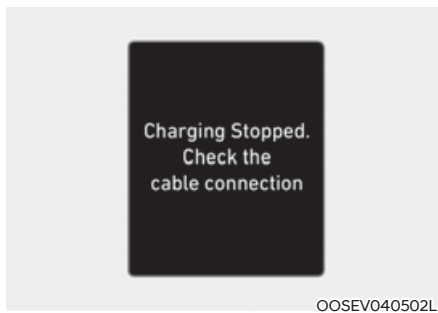 Charging Stopped.
Check the
cable connection
OOSEV040502L